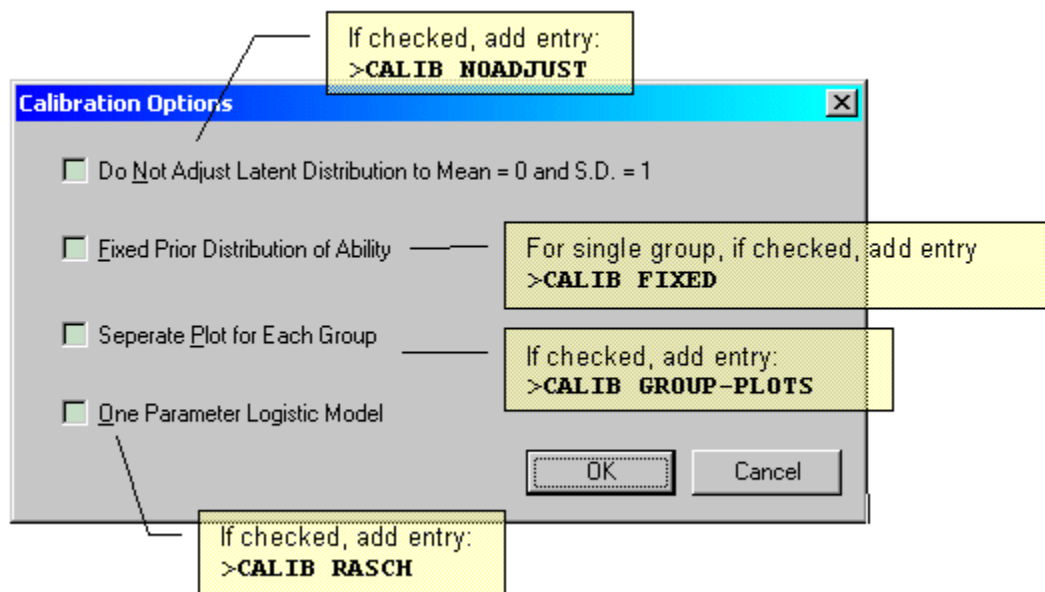 If checked, add entry:
>CALIB NOADJUST
Calibration Options
Do Not Adjust Latent Distribution to Mean = 0 and S.D. = 1
Fixed Prior Distribution of Ability
For single group, if checked, add entry
>CALIB FIXED
Seperate Plot for Each Group
If checked, add entry:
>CALIB GROUP-PLOTS
One Parameter Logistic Model
OK
Cancel
If checked, add entry:
>CALIB RASCH